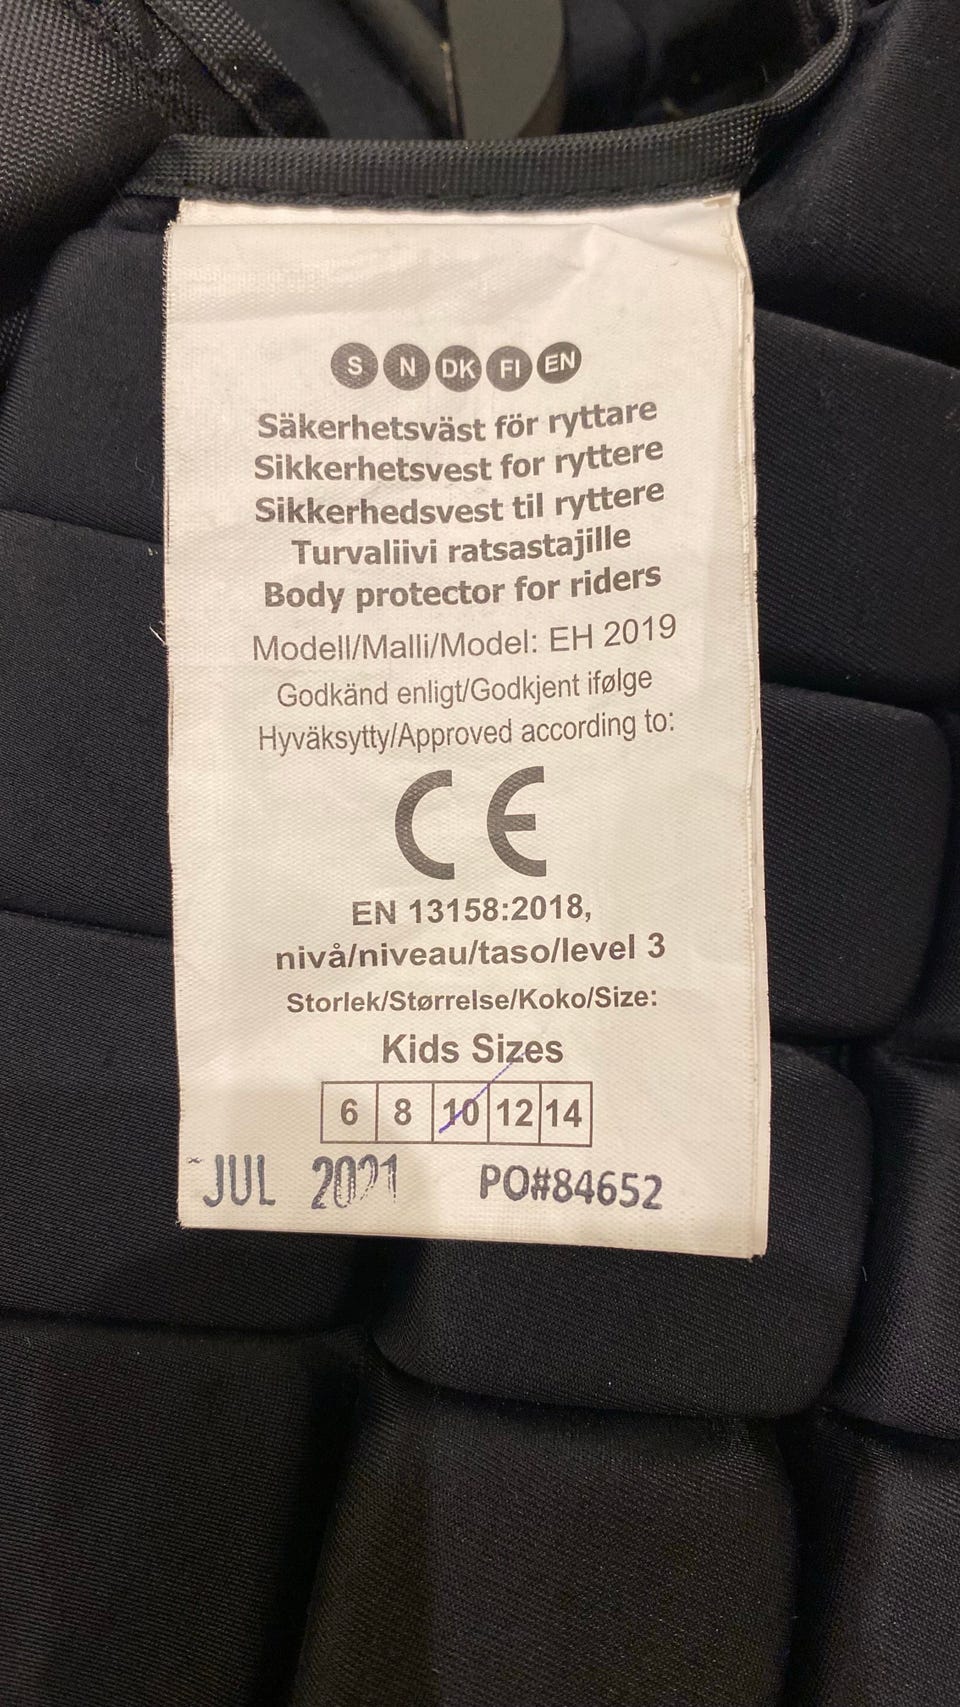 S N DK FI EN
Säkerhetsväst för ryttare
Sikkerhetsvest for ryttere
Sikkerhedsvest til ryttere
Turvaliivi ratsastajille
Body protector for riders
Modell/Malli/Model: EH 2019
Godkänd enligt/Godkjent ifølge
Hyväksytty/Approved according to:
CE
EN 13158:2018,
nivå/niveau/taso/level 3
Storlek/Størrelse/Koko/Size:
Kids Sizes
6 8 10 12 14
JUL 2021 PO#84652